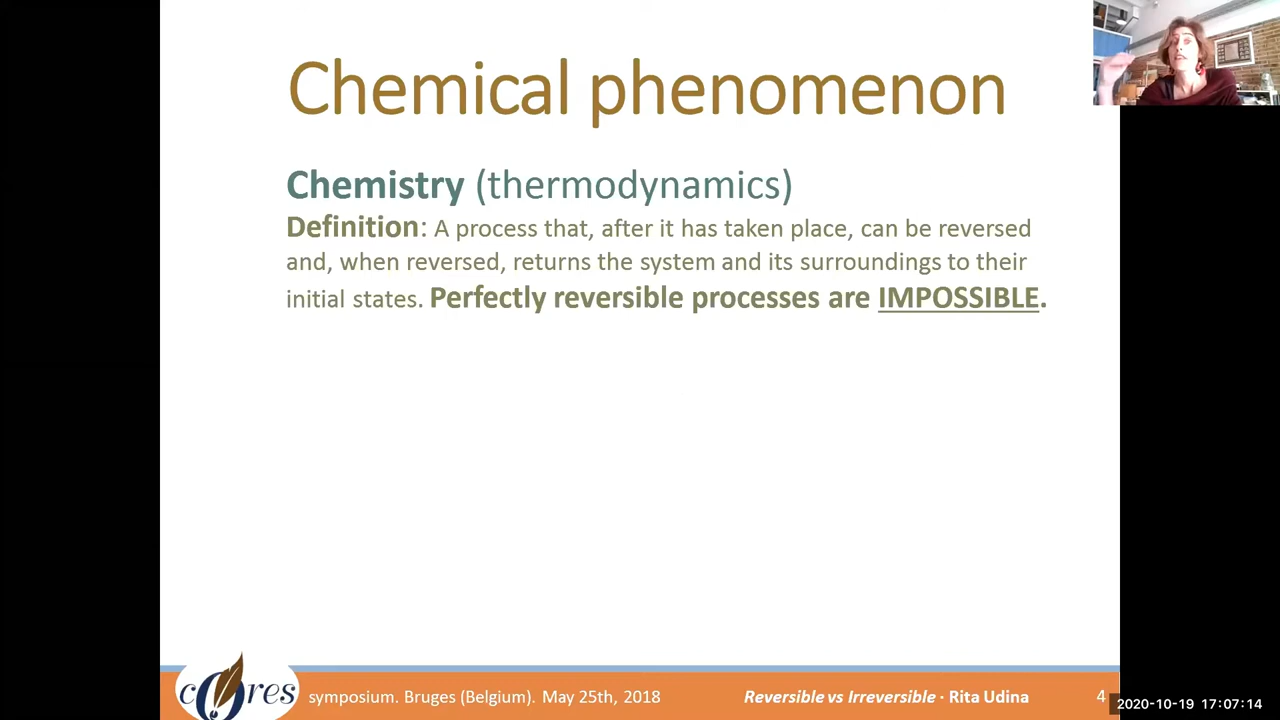 Chemical phenomenon
Chemistry (thermodynamics)
Definition: A process that, after it has taken place, can be reversed
and, when reversed, returns the system and its surroundings to their
initial states. Perfectly reversible processes are IMPOSSIBLE.
cores
symposium. Bruges (Belgium). May 25th, 2018
Reversible vs Irreversible · Rita Udina
4
2020-10-19 17:07:14